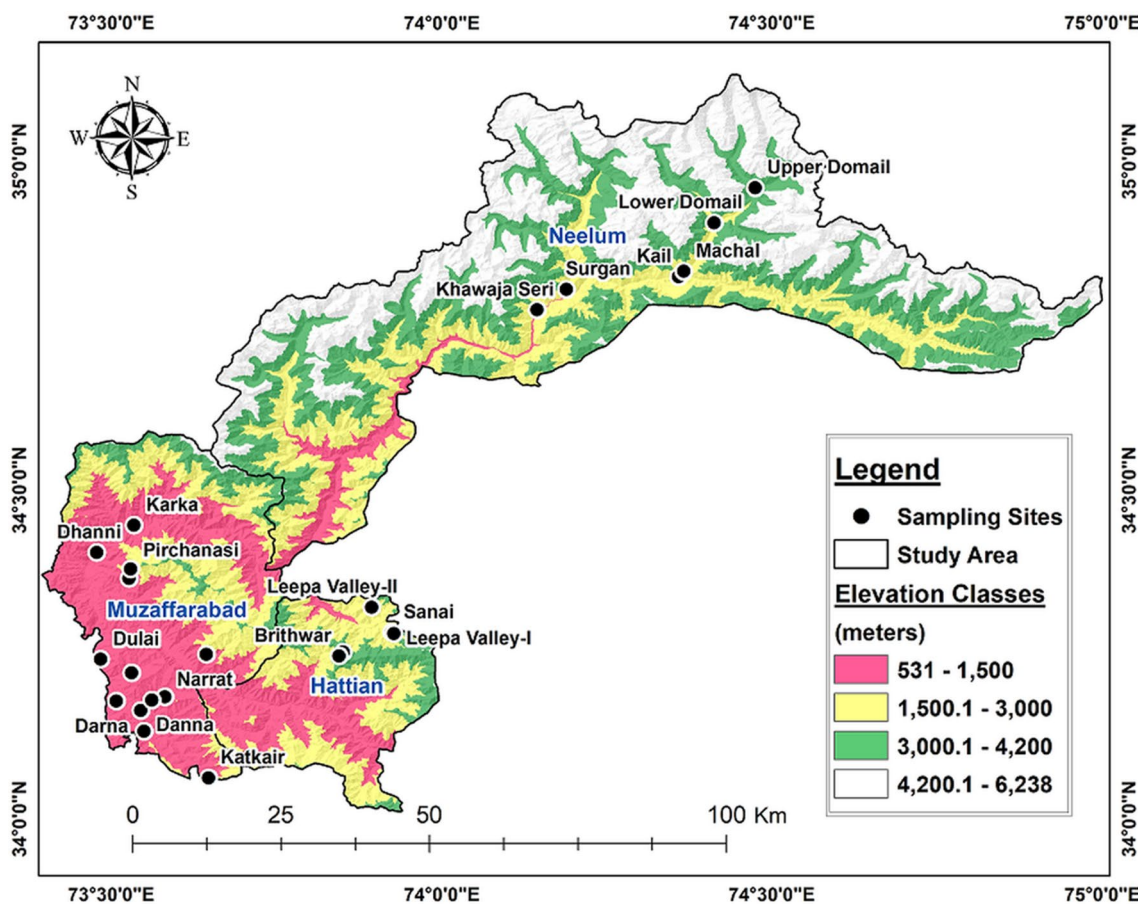 73°30'0"E 74°0'0"E 74°30'0"E 75°0'0"E
N
W E
S
35°0'0"N 35°0'0"N
Upper Domail
Lower Domail
Neelum
Kail Machal
Surgan
Khawaja Seri
34°30'0"N 34°30'0"N
Legend
Sampling Sites
Study Area
Elevation Classes
(meters)
531 - 1,500
1,500.1 - 3,000
3,000.1 - 4,200
4,200.1 - 6,238
Karka
Dhanni
Pirchanasi
Leepa Valley-II
Muzaffarabad
Sanai
Dulai
Brithwar
Leepa Valley-I
Narrat
Hattian
Darna
Danna
Katkair
0 25 50 100 Km
34°0'0"N 34°0'0"N
73°30'0"E 74°0'0"E 74°30'0"E 75°0'0"E